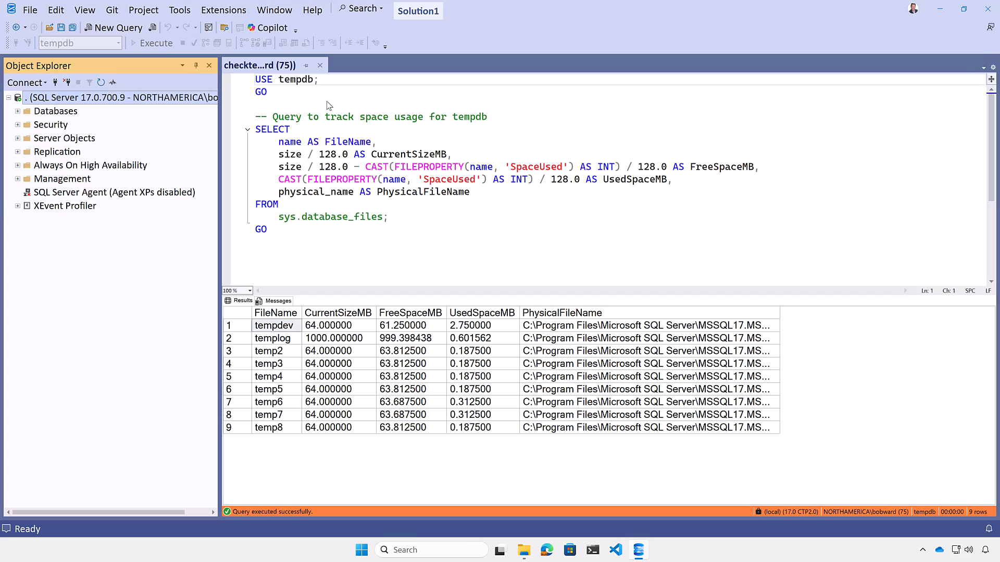 File Edit View Git Project Tools Extensions Window Help Search Solution1
New Query Copilot
tempdb Execute
Object Explorer
Connect
. (SQL Server 17.0.700.9 - NORTHAMERICA\bo
Databases
Security
Server Objects
Replication
Always On High Availability
Management
SQL Server Agent (Agent XPs disabled)
XEvent Profiler
checkte...rd (75))
USE tempdb;
GO
-- Query to track space usage for tempdb
SELECT
name AS FileName,
size / 128.0 AS CurrentSizeMB,
size / 128.0 - CAST(FILEPROPERTY(name, 'SpaceUsed') AS INT) / 128.0 AS FreeSpaceMB,
CAST(FILEPROPERTY(name, 'SpaceUsed') AS INT) / 128.0 AS UsedSpaceMB,
physical_name AS PhysicalFileName
FROM
sys.database_files;
GO
100 % Ln: 1 Ch: 1 SPC LF
Results Messages
FileName CurrentSizeMB FreeSpaceMB UsedSpaceMB PhysicalFileName
1 tempdev 64.000000 61.250000 2.750000 C:\Program Files\Microsoft SQL Server\MSSQL17.MS...
2 templog 1000.000000 999.398438 0.601562 C:\Program Files\Microsoft SQL Server\MSSQL17.MS...
3 temp2 64.000000 63.812500 0.187500 C:\Program Files\Microsoft SQL Server\MSSQL17.MS...
4 temp3 64.000000 63.812500 0.187500 C:\Program Files\Microsoft SQL Server\MSSQL17.MS...
5 temp4 64.000000 63.812500 0.187500 C:\Program Files\Microsoft SQL Server\MSSQL17.MS...
6 temp5 64.000000 63.812500 0.187500 C:\Program Files\Microsoft SQL Server\MSSQL17.MS...
7 temp6 64.000000 63.687500 0.312500 C:\Program Files\Microsoft SQL Server\MSSQL17.MS...
8 temp7 64.000000 63.687500 0.312500 C:\Program Files\Microsoft SQL Server\MSSQL17.MS...
9 temp8 64.000000 63.812500 0.187500 C:\Program Files\Microsoft SQL Server\MSSQL17.MS...
Query executed successfully. (local) (17.0 CTP2.0) NORTHAMERICA\bobward (75) tempdb 00:00:00 9 rows
Ready
Search